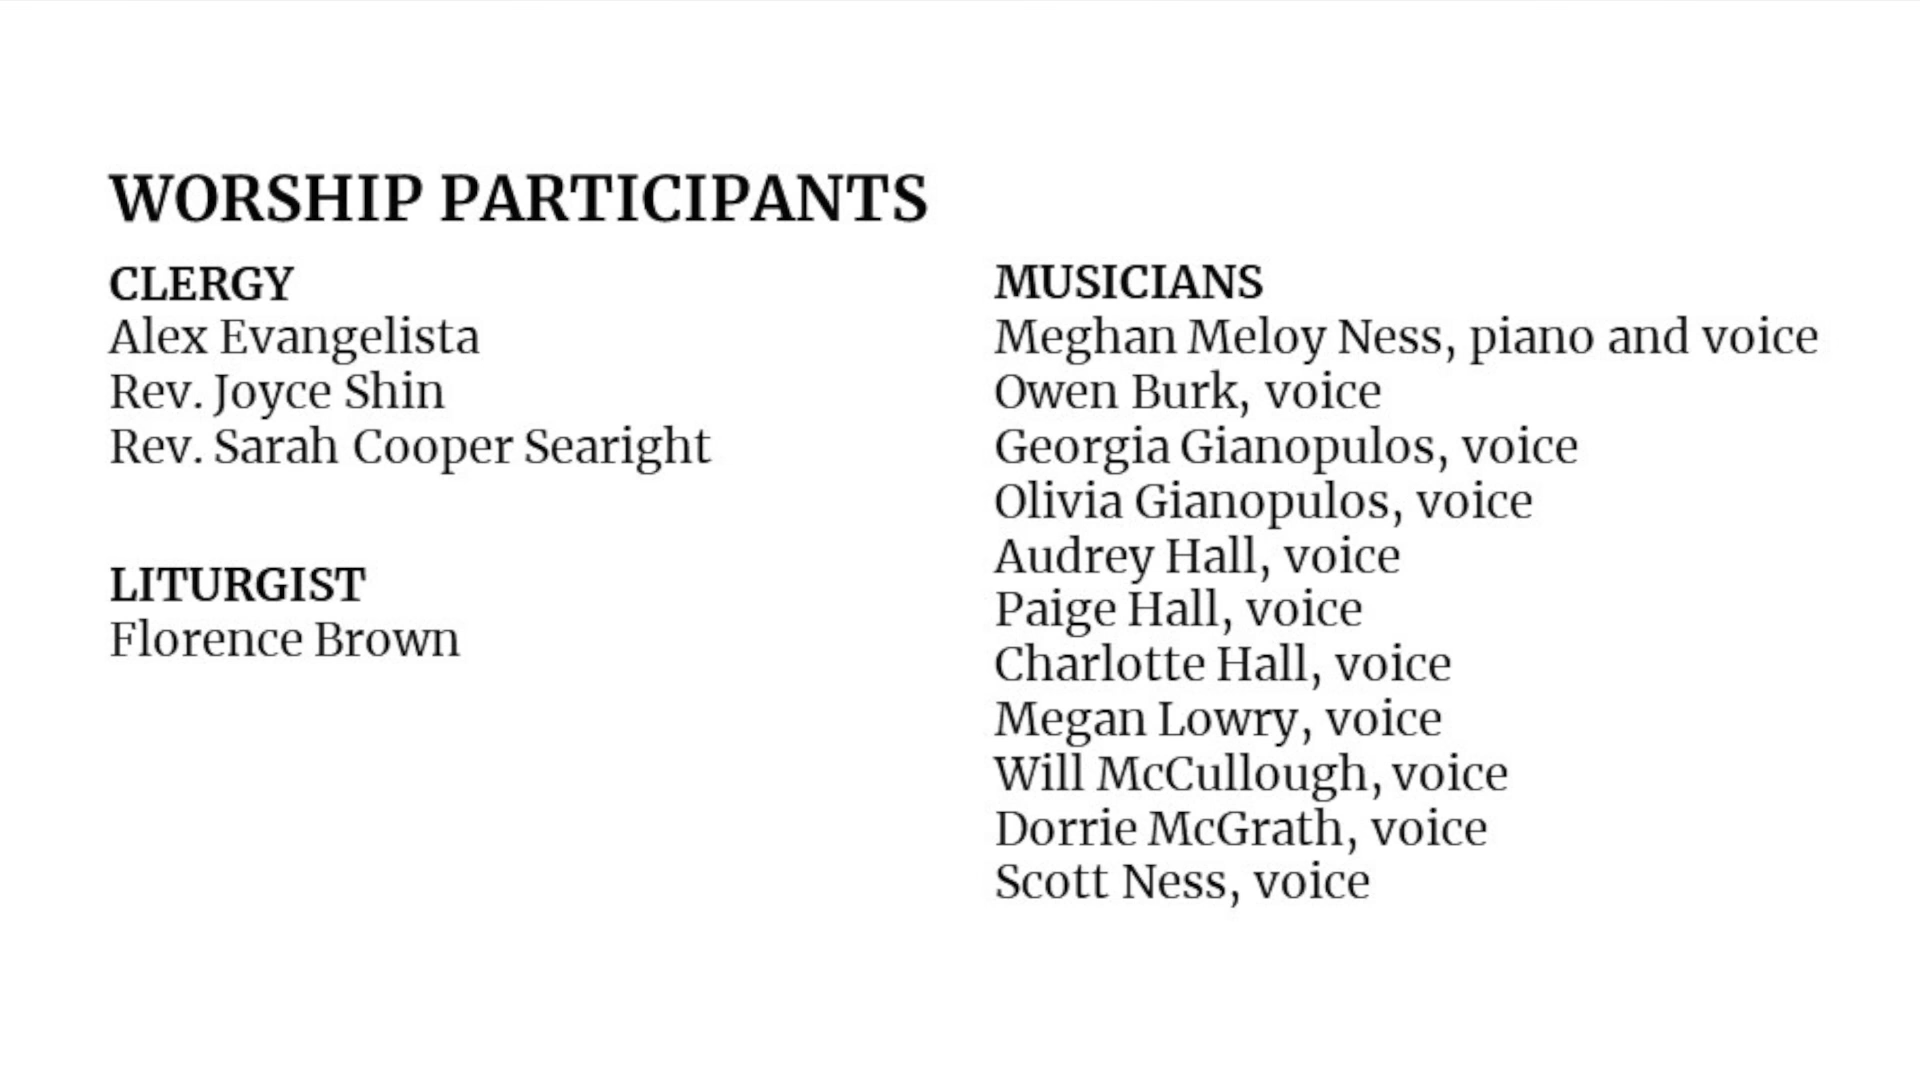 WORSHIP PARTICIPANTS
CLERGY
Alex Evangelista
Rev. Joyce Shin
Rev. Sarah Cooper Searight
LITURGIST
Florence Brown
MUSICIANS
Meghan Meloy Ness, piano and voice
Owen Burk, voice
Georgia Gianopulos, voice
Olivia Gianopulos, voice
Audrey Hall, voice
Paige Hall, voice
Charlotte Hall, voice
Megan Lowry, voice
Will McCullough, voice
Dorrie McGrath, voice
Scott Ness, voice